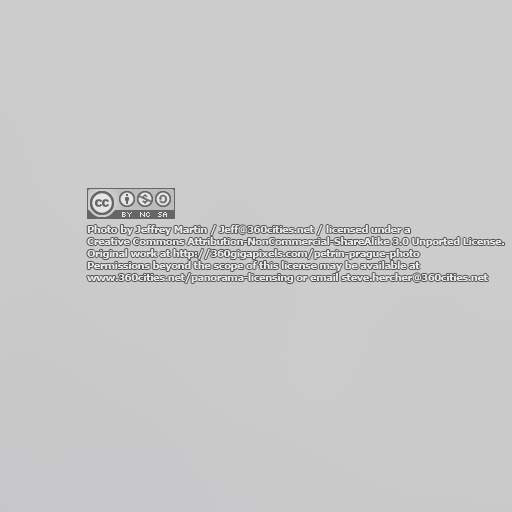 cc BY NC SA
Photo by Jeffrey Martin / Jeff@360cities.net / licensed under a
Creative Commons Attribution-NonCommercial-ShareAlike 3.0 Unported License.
Original work at http://360gigapixels.com/petrin-prague-photo
Permissions beyond the scope of this license may be available at
www.360cities.net/panorama-licensing or email steve.hercher@360cities.net